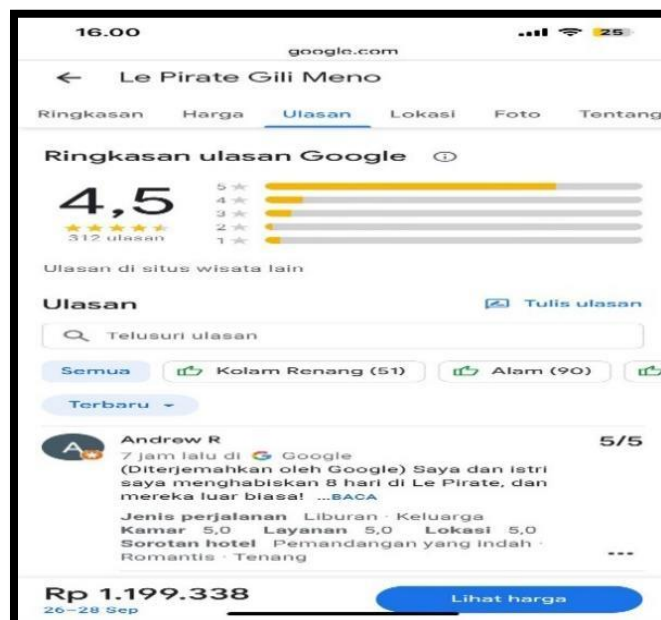 16.00
25
google.com
← Le Pirate Gili Meno
Ringkasan Harga Ulasan Lokasi Foto Tentang
Ringkasan ulasan Google
4,5
312 ulasan
5
4
3
2
1
Ulasan di situs wisata lain
Ulasan
Tulis ulasan
Telusuri ulasan
Semua Kolam Renang (51) Alam (90)
Terbaru
A
Andrew R 5/5
7 jam lalu di Google
(Diterjemahkan oleh Google) Saya dan istri
saya menghabiskan 8 hari di Le Pirate, dan
mereka luar biasa! ...BACA
Jenis perjalanan Liburan · Keluarga
Kamar 5,0 Layanan 5,0 Lokasi 5,0
Sorotan hotel Pemandangan yang indah ·
Romantis · Tenang
Rp 1.199.338
26–28 Sep
Lihat harga